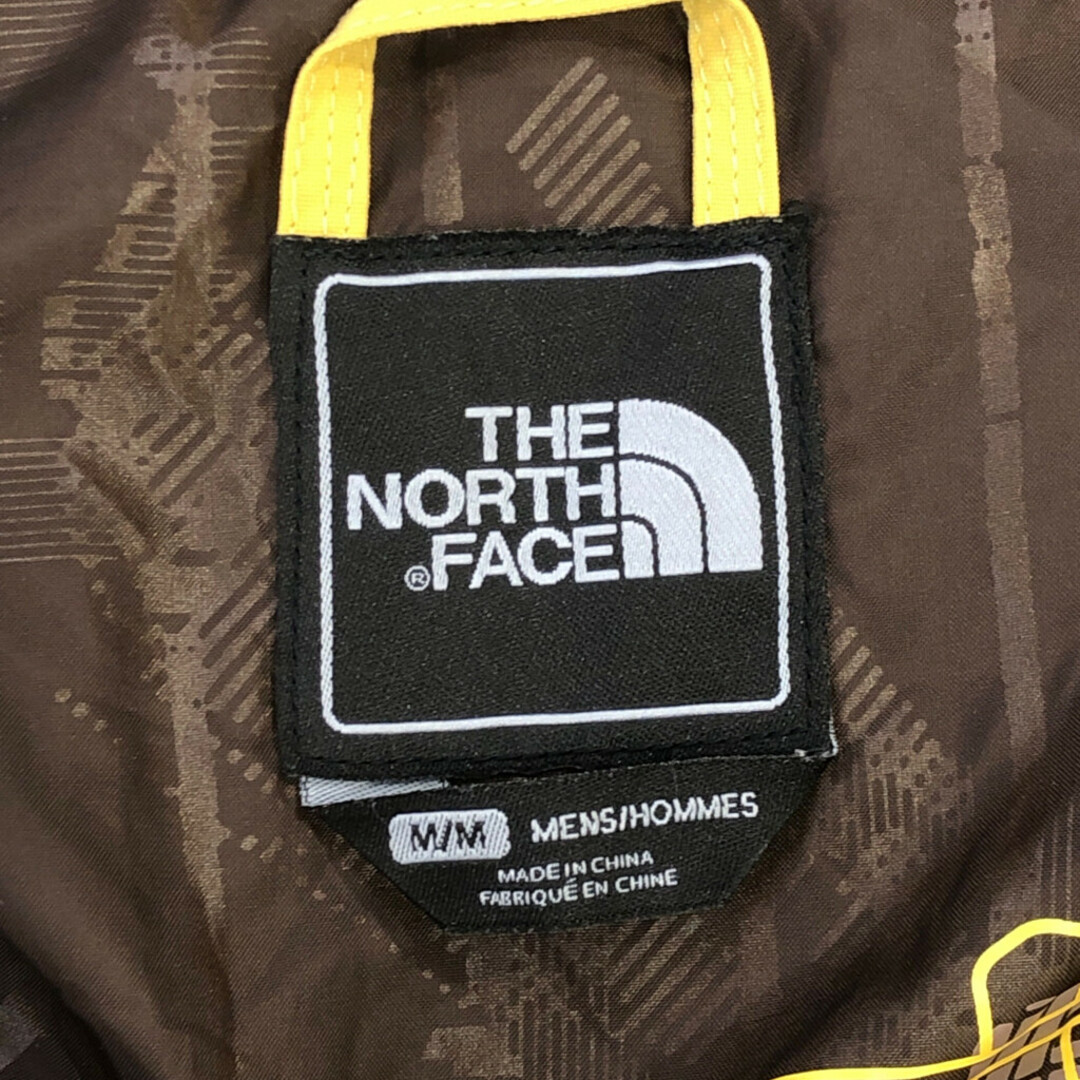 THE
NORTH
®FACE
M/M MENS/HOMMES
MADE IN CHINA
FABRIQUÉ EN CHINE